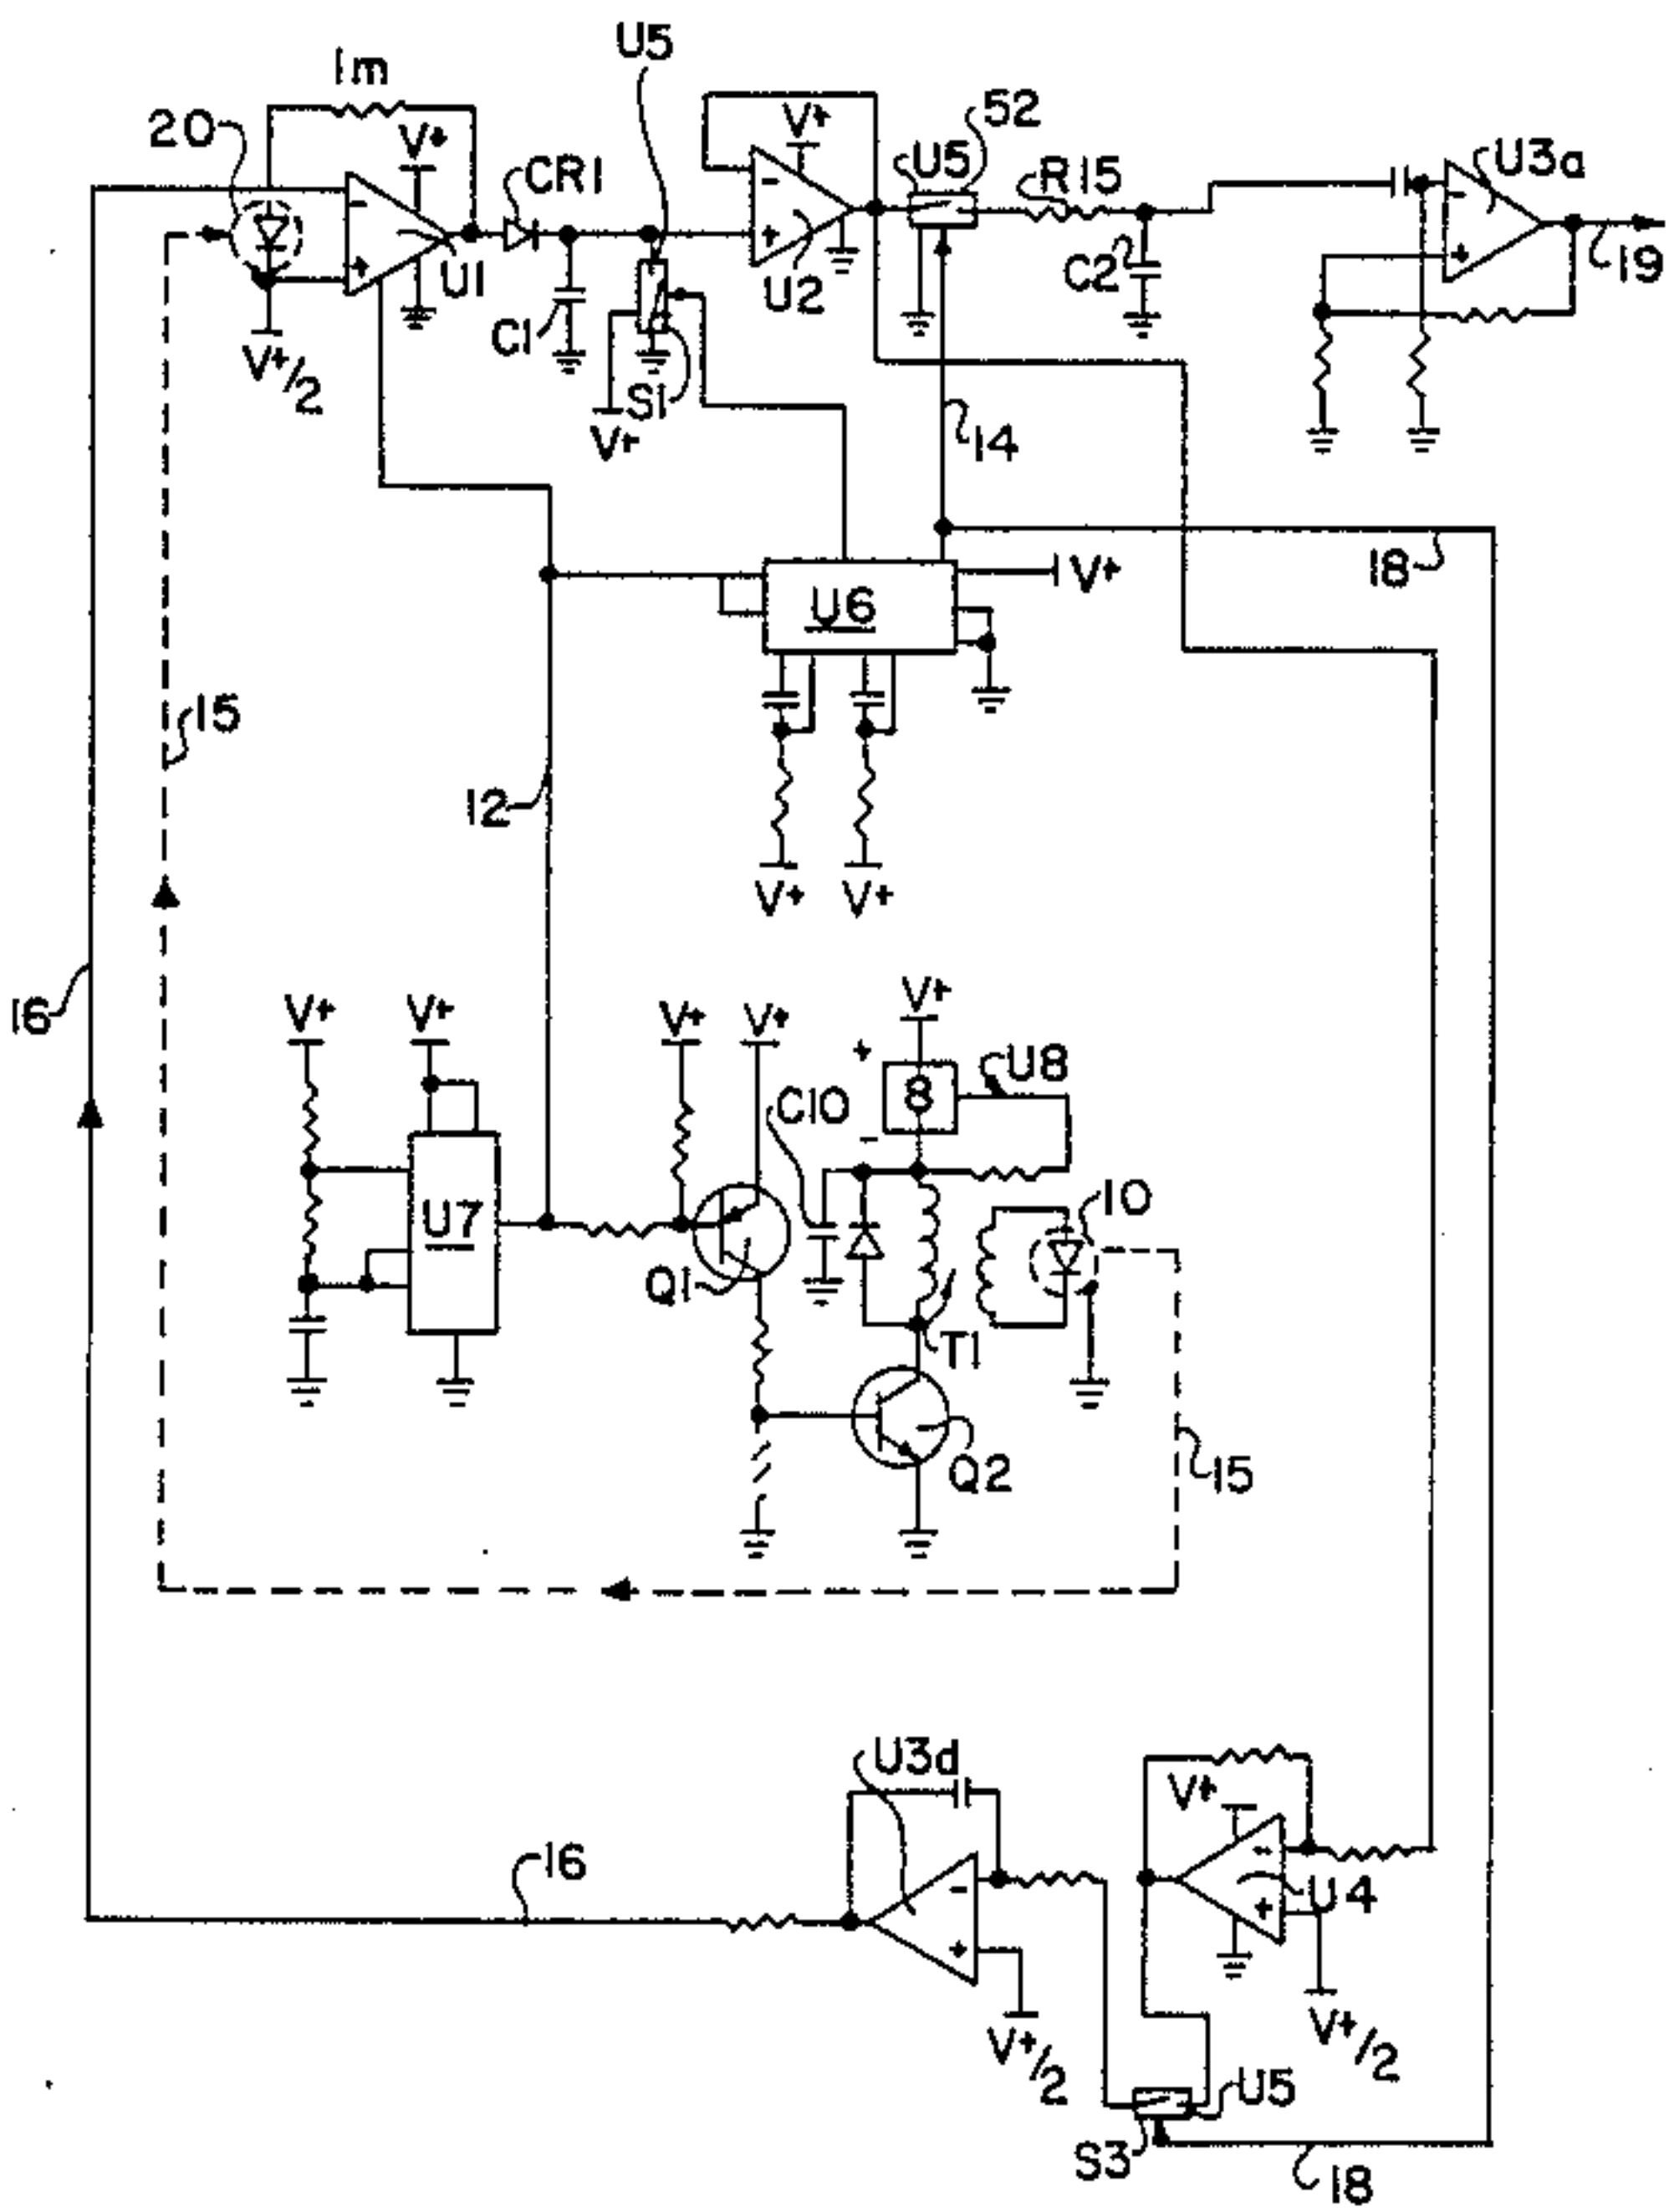 U5
1m
20
V+
V+
52
CR1
U5
R15
U3a
U1
U2
C2
19
C1
V+/2
S1
V+
14
18
V+
U6
15
12
V+ V+
16
V+ V+ V+ V+ V+
U8
8
+
-
C10
10
U7
Q1
T1
Q2
15
U3d
V+
16
U4
V+/2
V+/2
U5
S3
18
- + - + - + - + - +